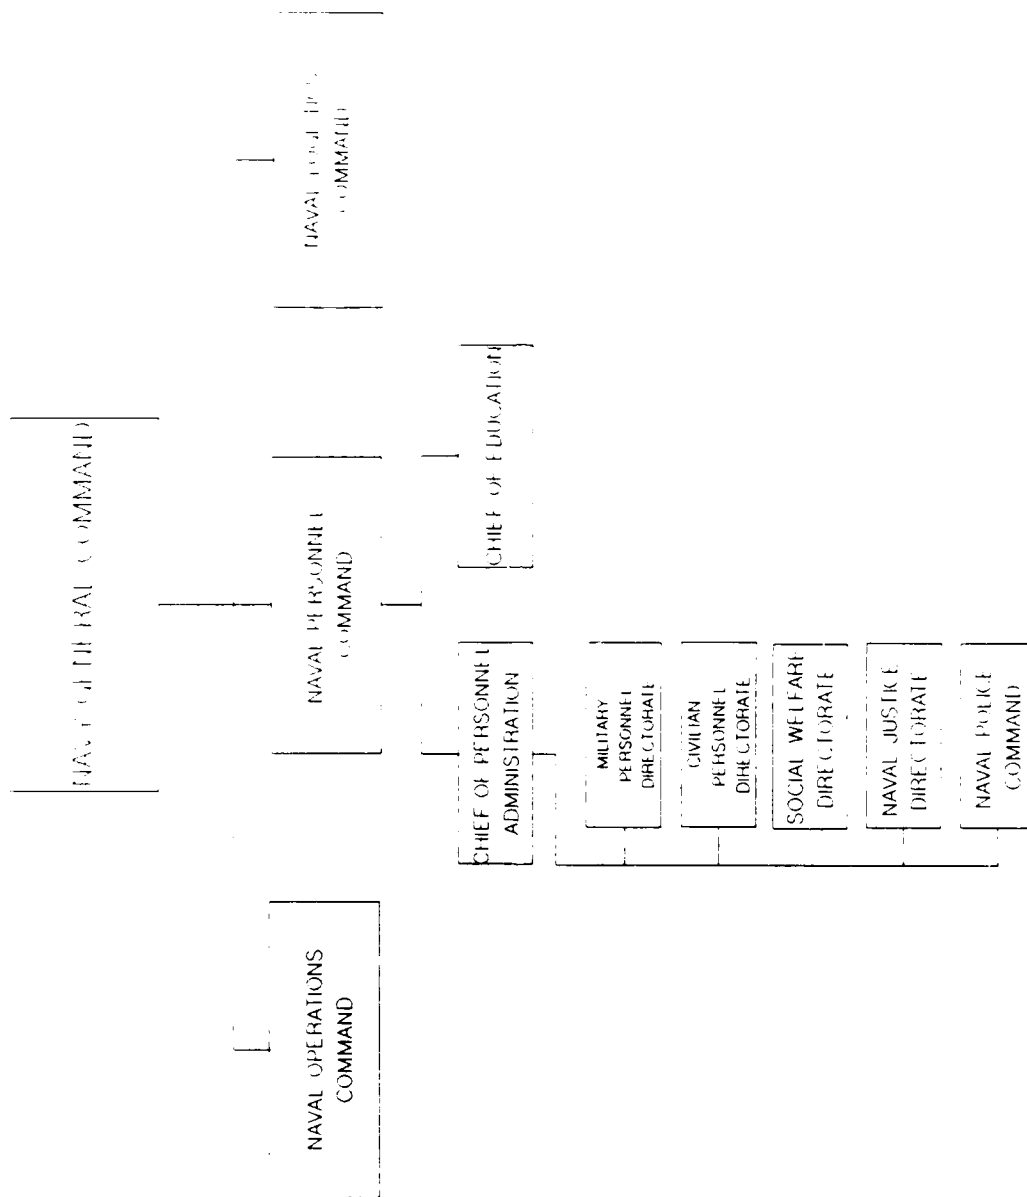 NAVY GENERAL COMMAND
NAVAL OPERATIONS
COMMAND
NAVAL PERSONNEL
COMMAND
NAVAL
COMMAND
CHIEF OF PERSONNEL
ADMINISTRATION
CHIEF OF EDUCATION
MILITARY
PERSONNEL
DIRECTORATE
CIVILIAN
PERSONNEL
DIRECTORATE
SOCIAL WELFARE
DIRECTORATE
NAVAL JUSTICE
DIRECTORATE
NAVAL POLICE
COMMAND